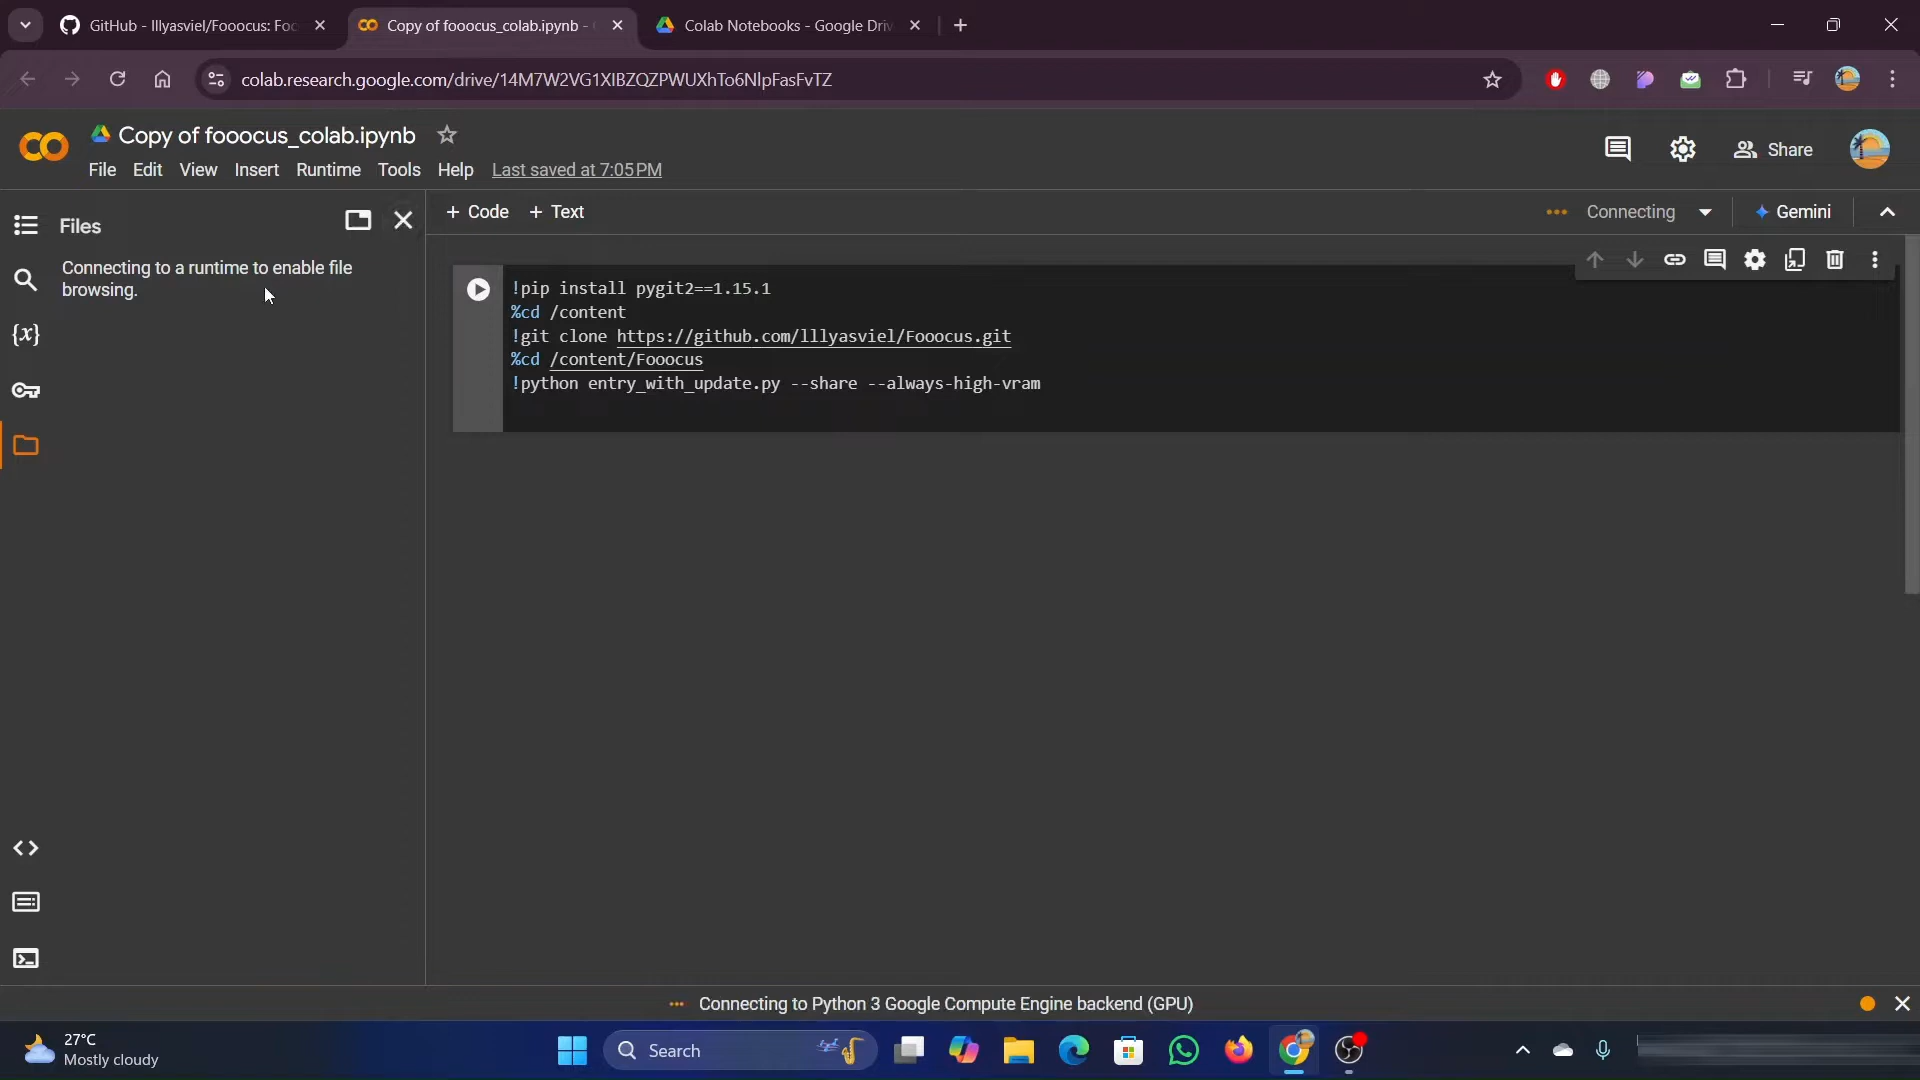 GitHub - lllyasviel/Fooocus: Foc
Copy of fooocus_colab.ipynb -
Colab Notebooks - Google Driv
colab.research.google.com/drive/14M7W2VG1XIBZQZPWUXhTo6NlpFasFvTZ
Copy of fooocus_colab.ipynb
File Edit View Insert Runtime Tools Help Last saved at 7:05 PM
Share
Files
+ Code + Text
Connecting
Gemini
Connecting to a runtime to enable file
browsing.
{x}
!pip install pygit2==1.15.1
%cd /content
!git clone https://github.com/lllyasviel/Fooocus.git
%cd /content/Fooocus
!python entry_with_update.py --share --always-high-vram
Connecting to Python 3 Google Compute Engine backend (GPU)
27°C
Mostly cloudy
Search